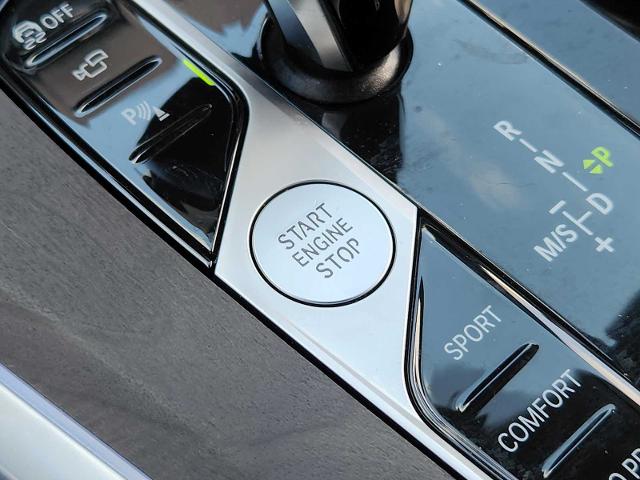 OFF
P
R
N
P
D
M/S
+
START
ENGINE
STOP
SPORT
COMFORT